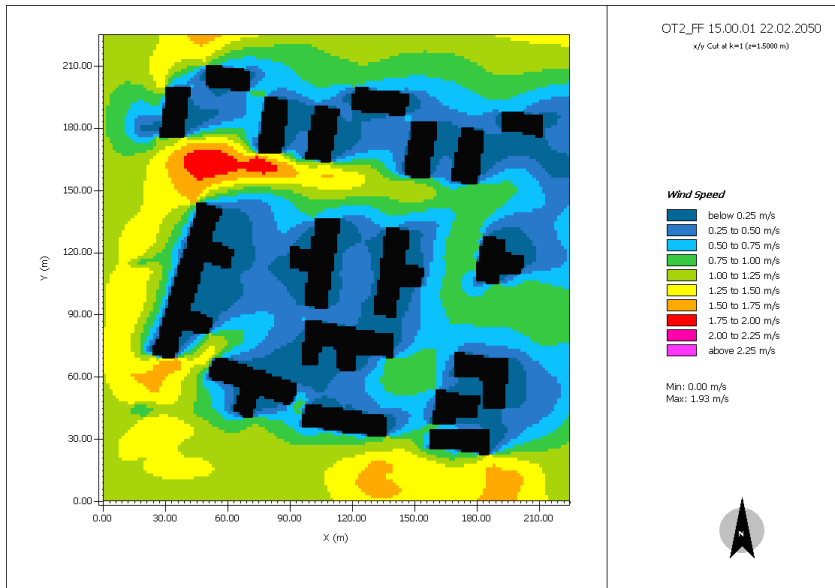 OT2_FF 15.00.01 22.02.2050
x/y Cut at k=1 (z=1.5000 m)
210.00
180.00
150.00
120.00
90.00
60.00
30.00
0.00
Y (m)
0.00 30.00 60.00 90.00 120.00 150.00 180.00 210.00
X (m)
Wind Speed
below 0.25 m/s
0.25 to 0.50 m/s
0.50 to 0.75 m/s
0.75 to 1.00 m/s
1.00 to 1.25 m/s
1.25 to 1.50 m/s
1.50 to 1.75 m/s
1.75 to 2.00 m/s
2.00 to 2.25 m/s
above 2.25 m/s
Min: 0.00 m/s
Max: 1.93 m/s
N